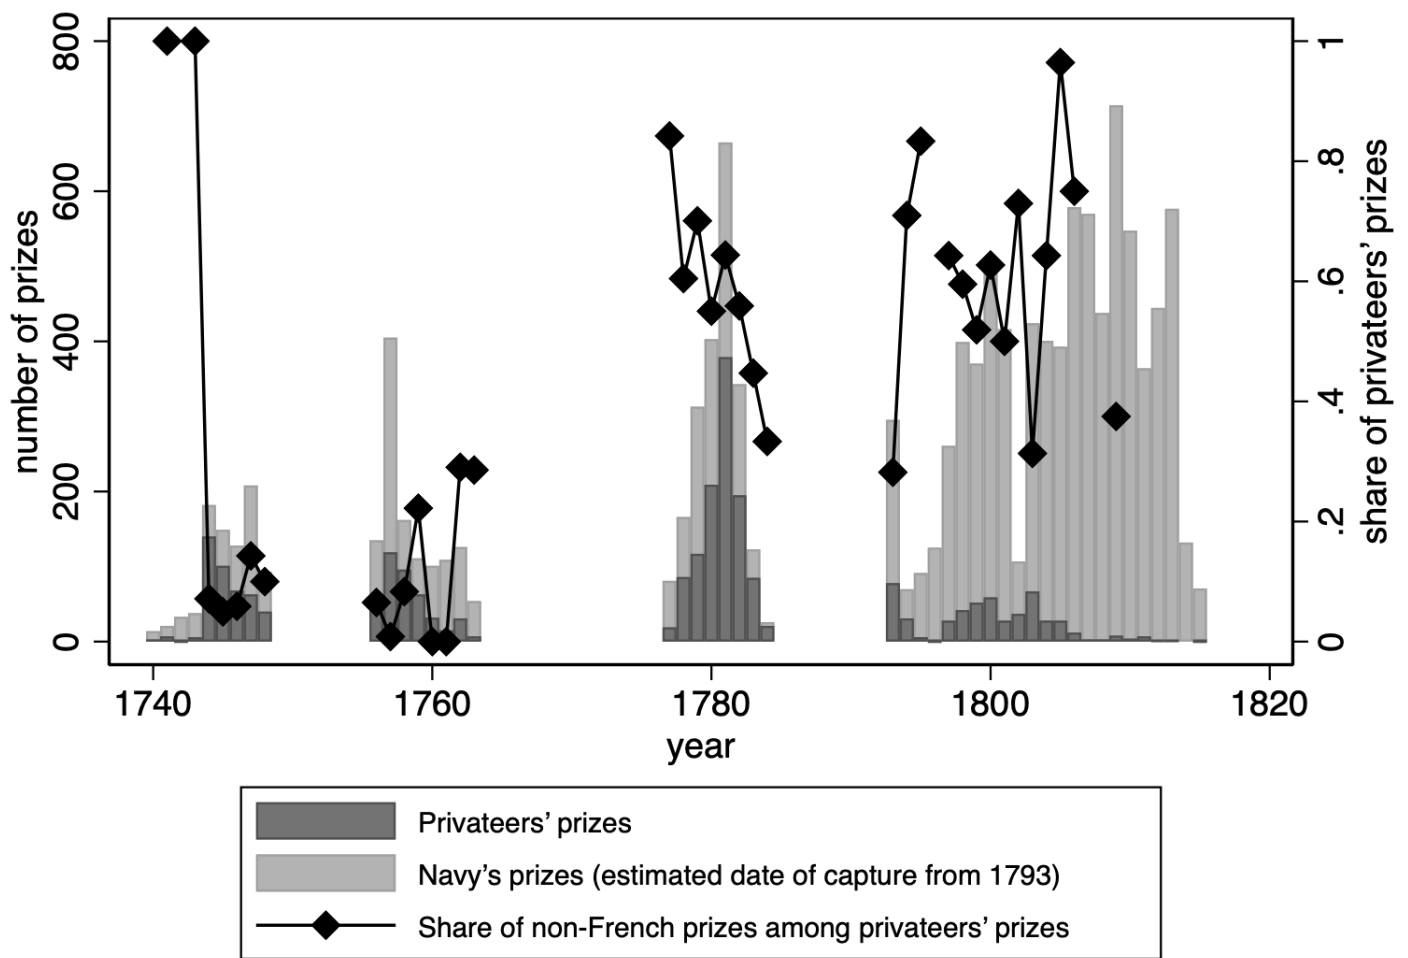 800
600
400
200
0
number of prizes
1
.8
.6
.4
.2
0
share of privateers’ prizes
1740
1760
1780
1800
1820
year
Privateers’ prizes
Navy’s prizes (estimated date of capture from 1793)
Share of non-French prizes among privateers’ prizes